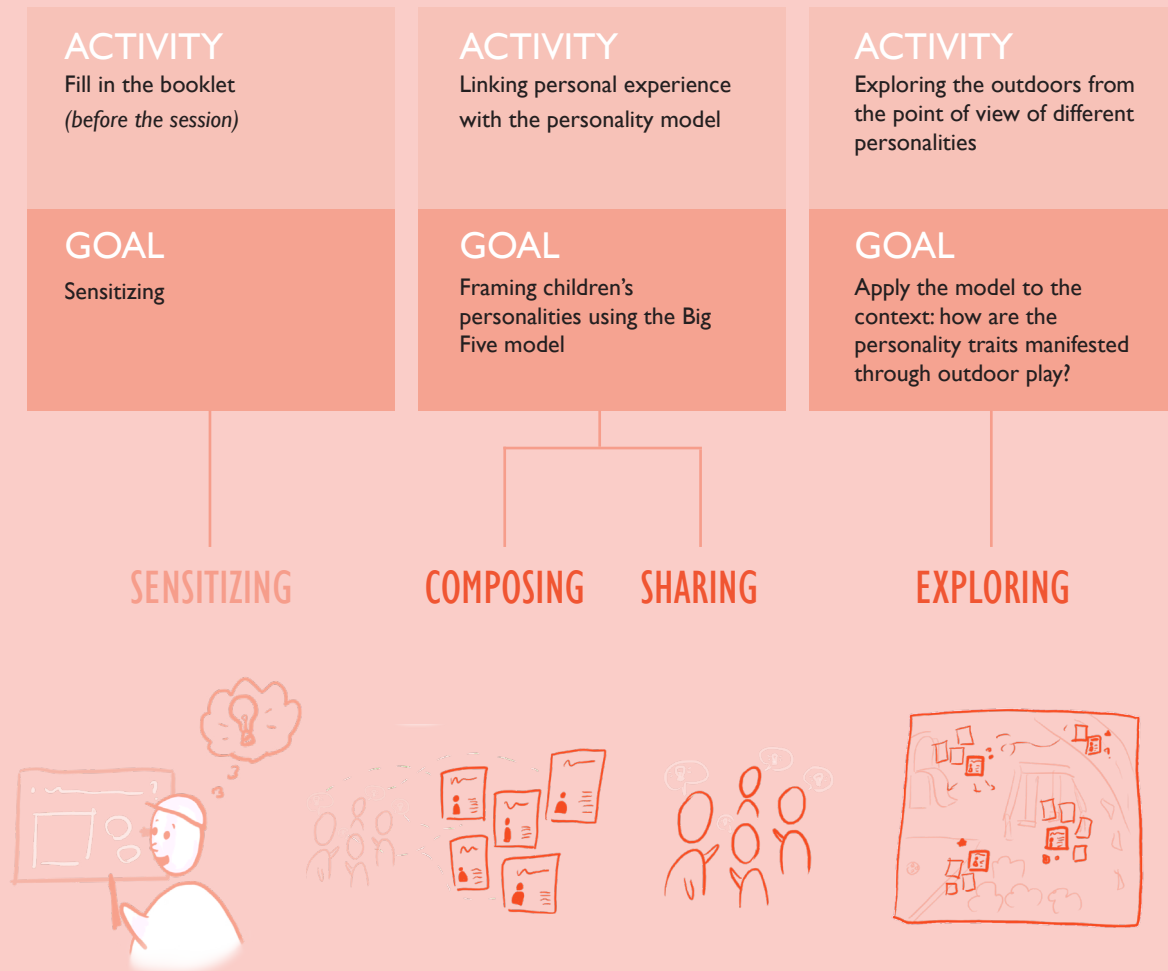 ACTIVITY
Fill in the booklet
(before the session)
GOAL
Sensitizing
ACTIVITY
Linking personal experience
with the personality model
GOAL
Framing children's
personalities using the Big
Five model
ACTIVITY
Exploring the outdoors from
the point of view of different
personalities
GOAL
Apply the model to the
context: how are the
personality traits manifested
through outdoor play?
SENSITIZING
COMPOSING
SHARING
EXPLORING